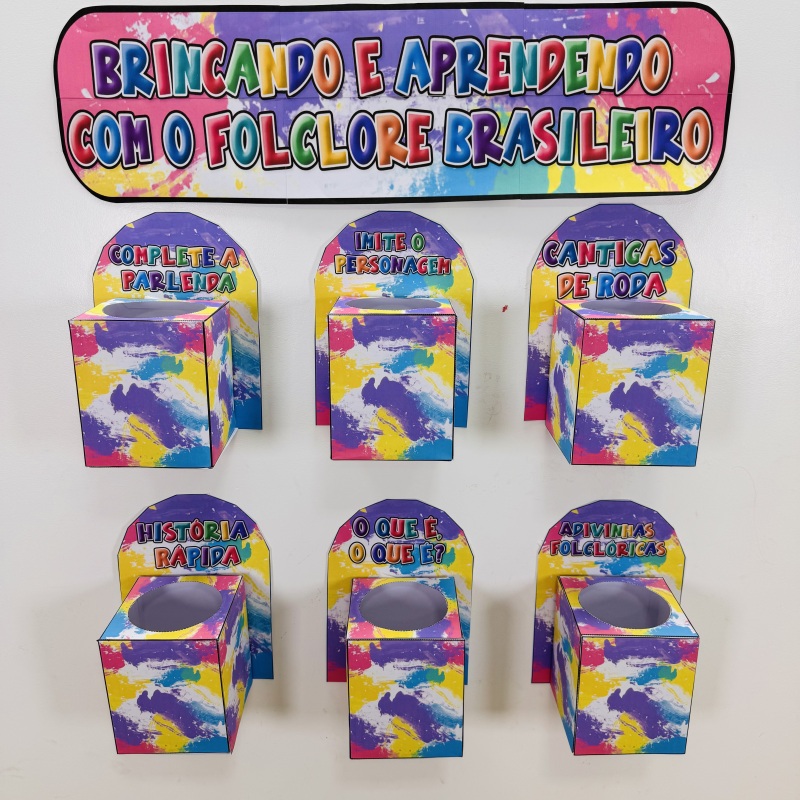 BRINCANDO E APRENDENDO
COM O FOLCLORE BRASILEIRO
COMPLETE A
PARLENDA
IMITE O
PERSONAGEM
CANTIGAS
DE RODA
HISTÓRIA
RÁPIDA
O QUE É,
O QUE É?
ADIVINHAS
FOLCLÓRICAS